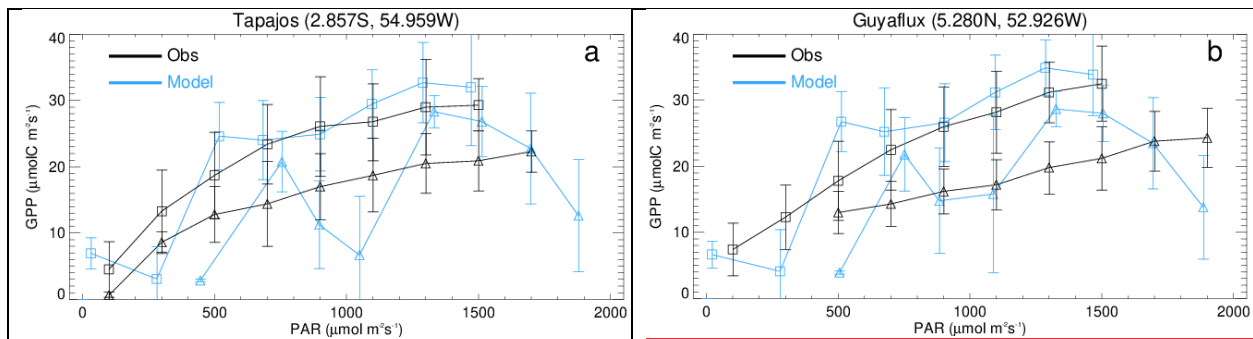 Tapajos (2.857S, 54.959W)
a
Obs
Model
40
30
20
10
0
GPP (μmolC m⁻²s⁻¹)
0 500 1000 1500 2000
PAR (μmol m⁻²s⁻¹)
Guyaflux (5.280N, 52.926W)
b
Obs
Model
40
30
20
10
0
GPP (μmolC m⁻²s⁻¹)
0 500 1000 1500 2000
PAR (μmol m⁻²s⁻¹)